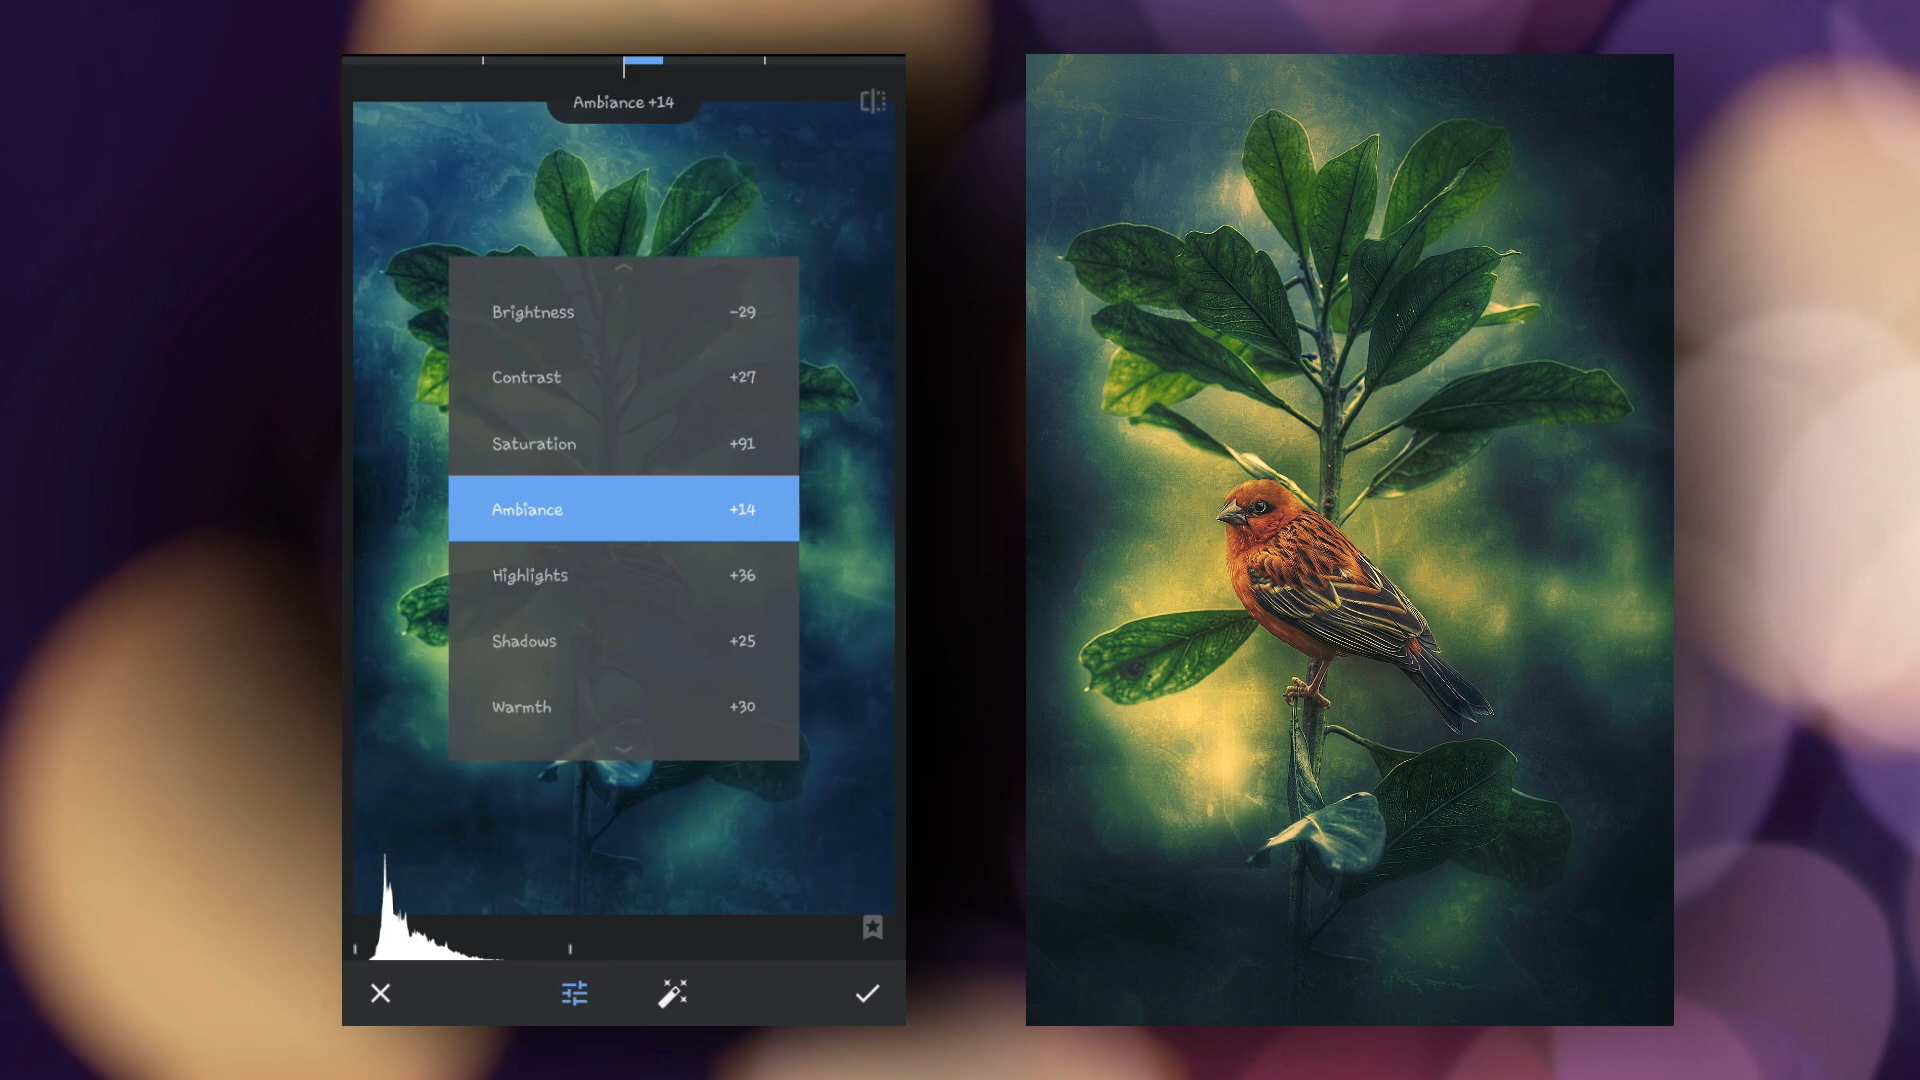 Ambiance +14
Brightness -29
Contrast +27
Saturation +91
Ambiance +14
Highlights +36
Shadows +25
Warmth +30